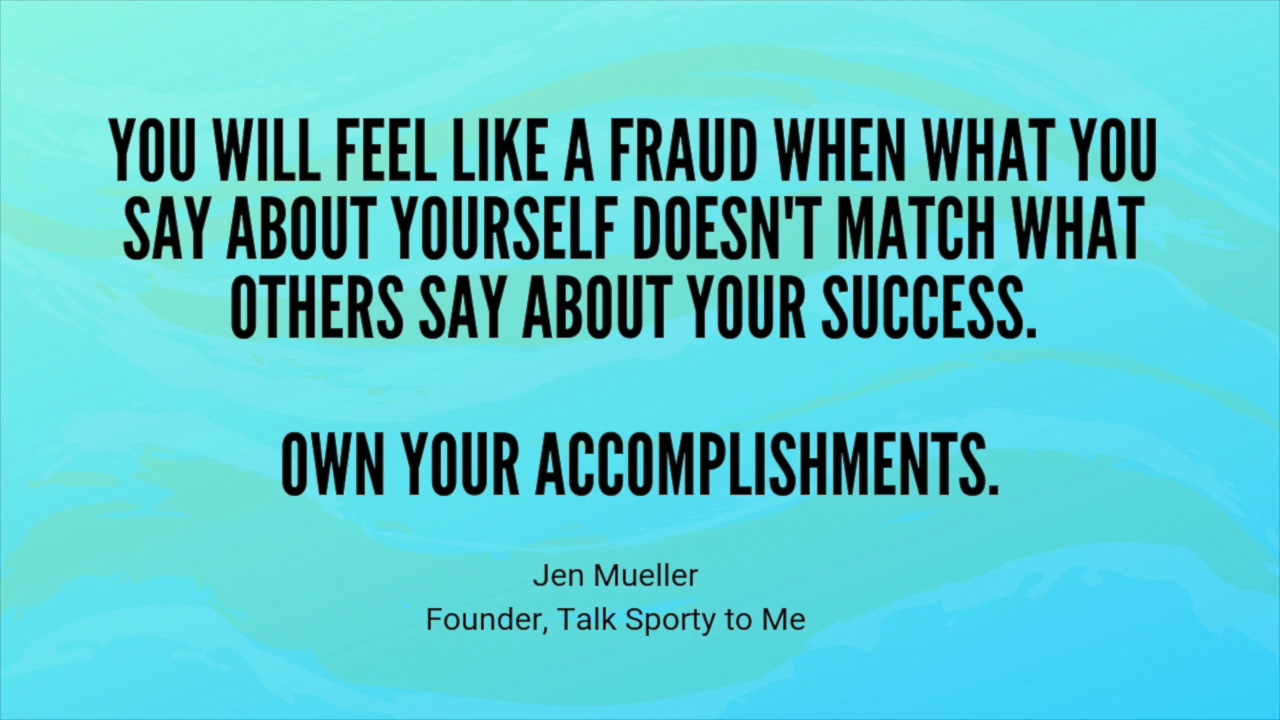 YOU WILL FEEL LIKE A FRAUD WHEN WHAT YOU
SAY ABOUT YOURSELF DOESN'T MATCH WHAT
OTHERS SAY ABOUT YOUR SUCCESS.
OWN YOUR ACCOMPLISHMENTS.
Jen Mueller
Founder, Talk Sporty to Me